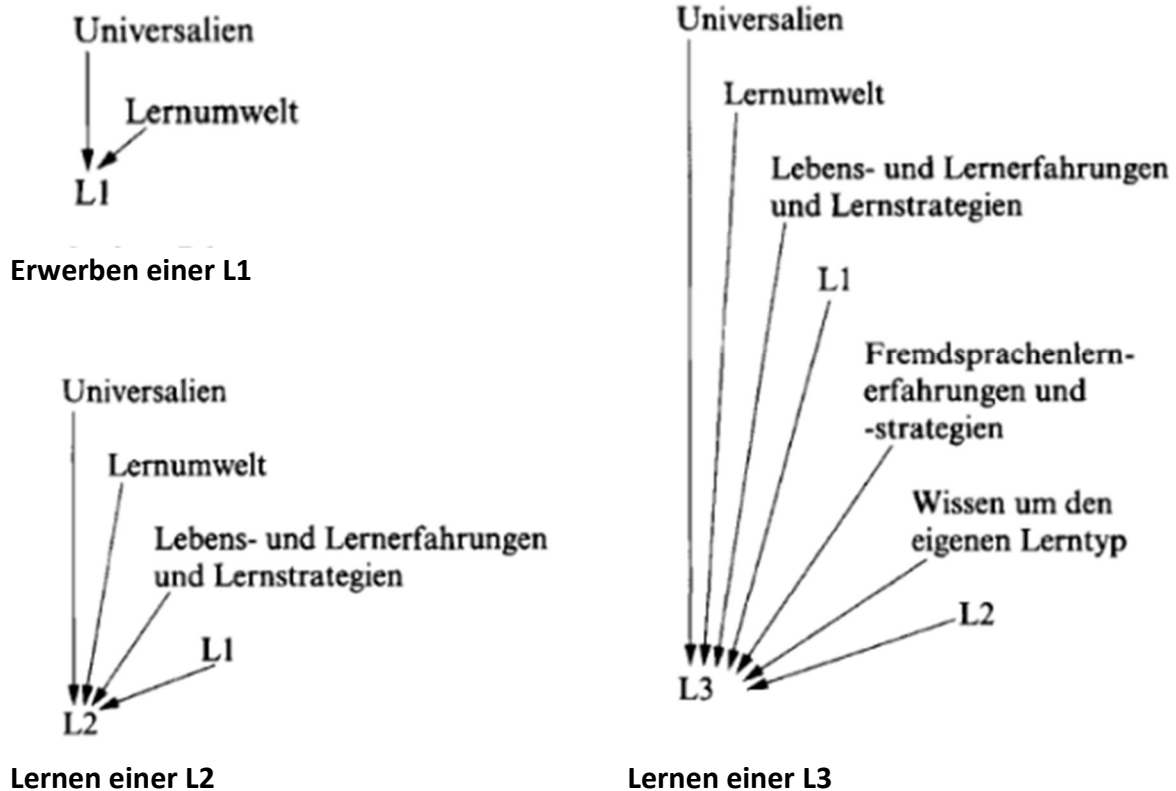 Universalien
Lernumwelt
L1
Erwerben einer L1
Universalien
Lernumwelt
Lebens- und Lernerfahrungen
und Lernstrategien
L1
L2
Lernen einer L2
Universalien
Lernumwelt
Lebens- und Lernerfahrungen
und Lernstrategien
L1
Fremdsprachenlern-
erfahrungen und
-strategien
Wissen um den
eigenen Lerntyp
L2
L3
Lernen einer L3